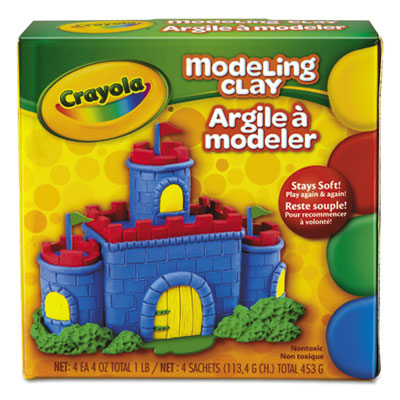 Crayola
Modeling
CLAY
Argile à
modeler
Stays Soft!
Play again & again!
Reste souple!
Pour recommencer
à volonté!
Nontoxic
Non toxique
NET: 4 EA 4 OZ TOTAL 1 LB / NET: 4 SACHETS (113,4 G CH.) TOTAL 453 G